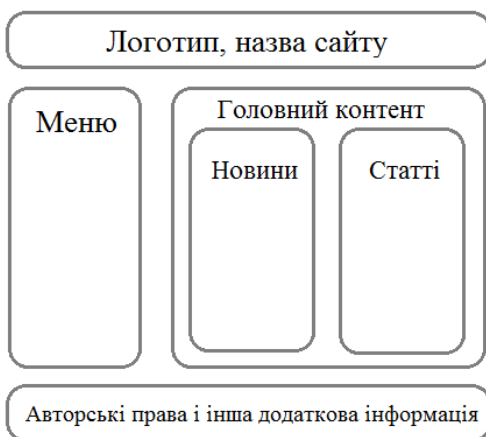 Логотип, назва сайту
Меню
Головний контент
Новини
Статті
Авторські права і інша додаткова інформація